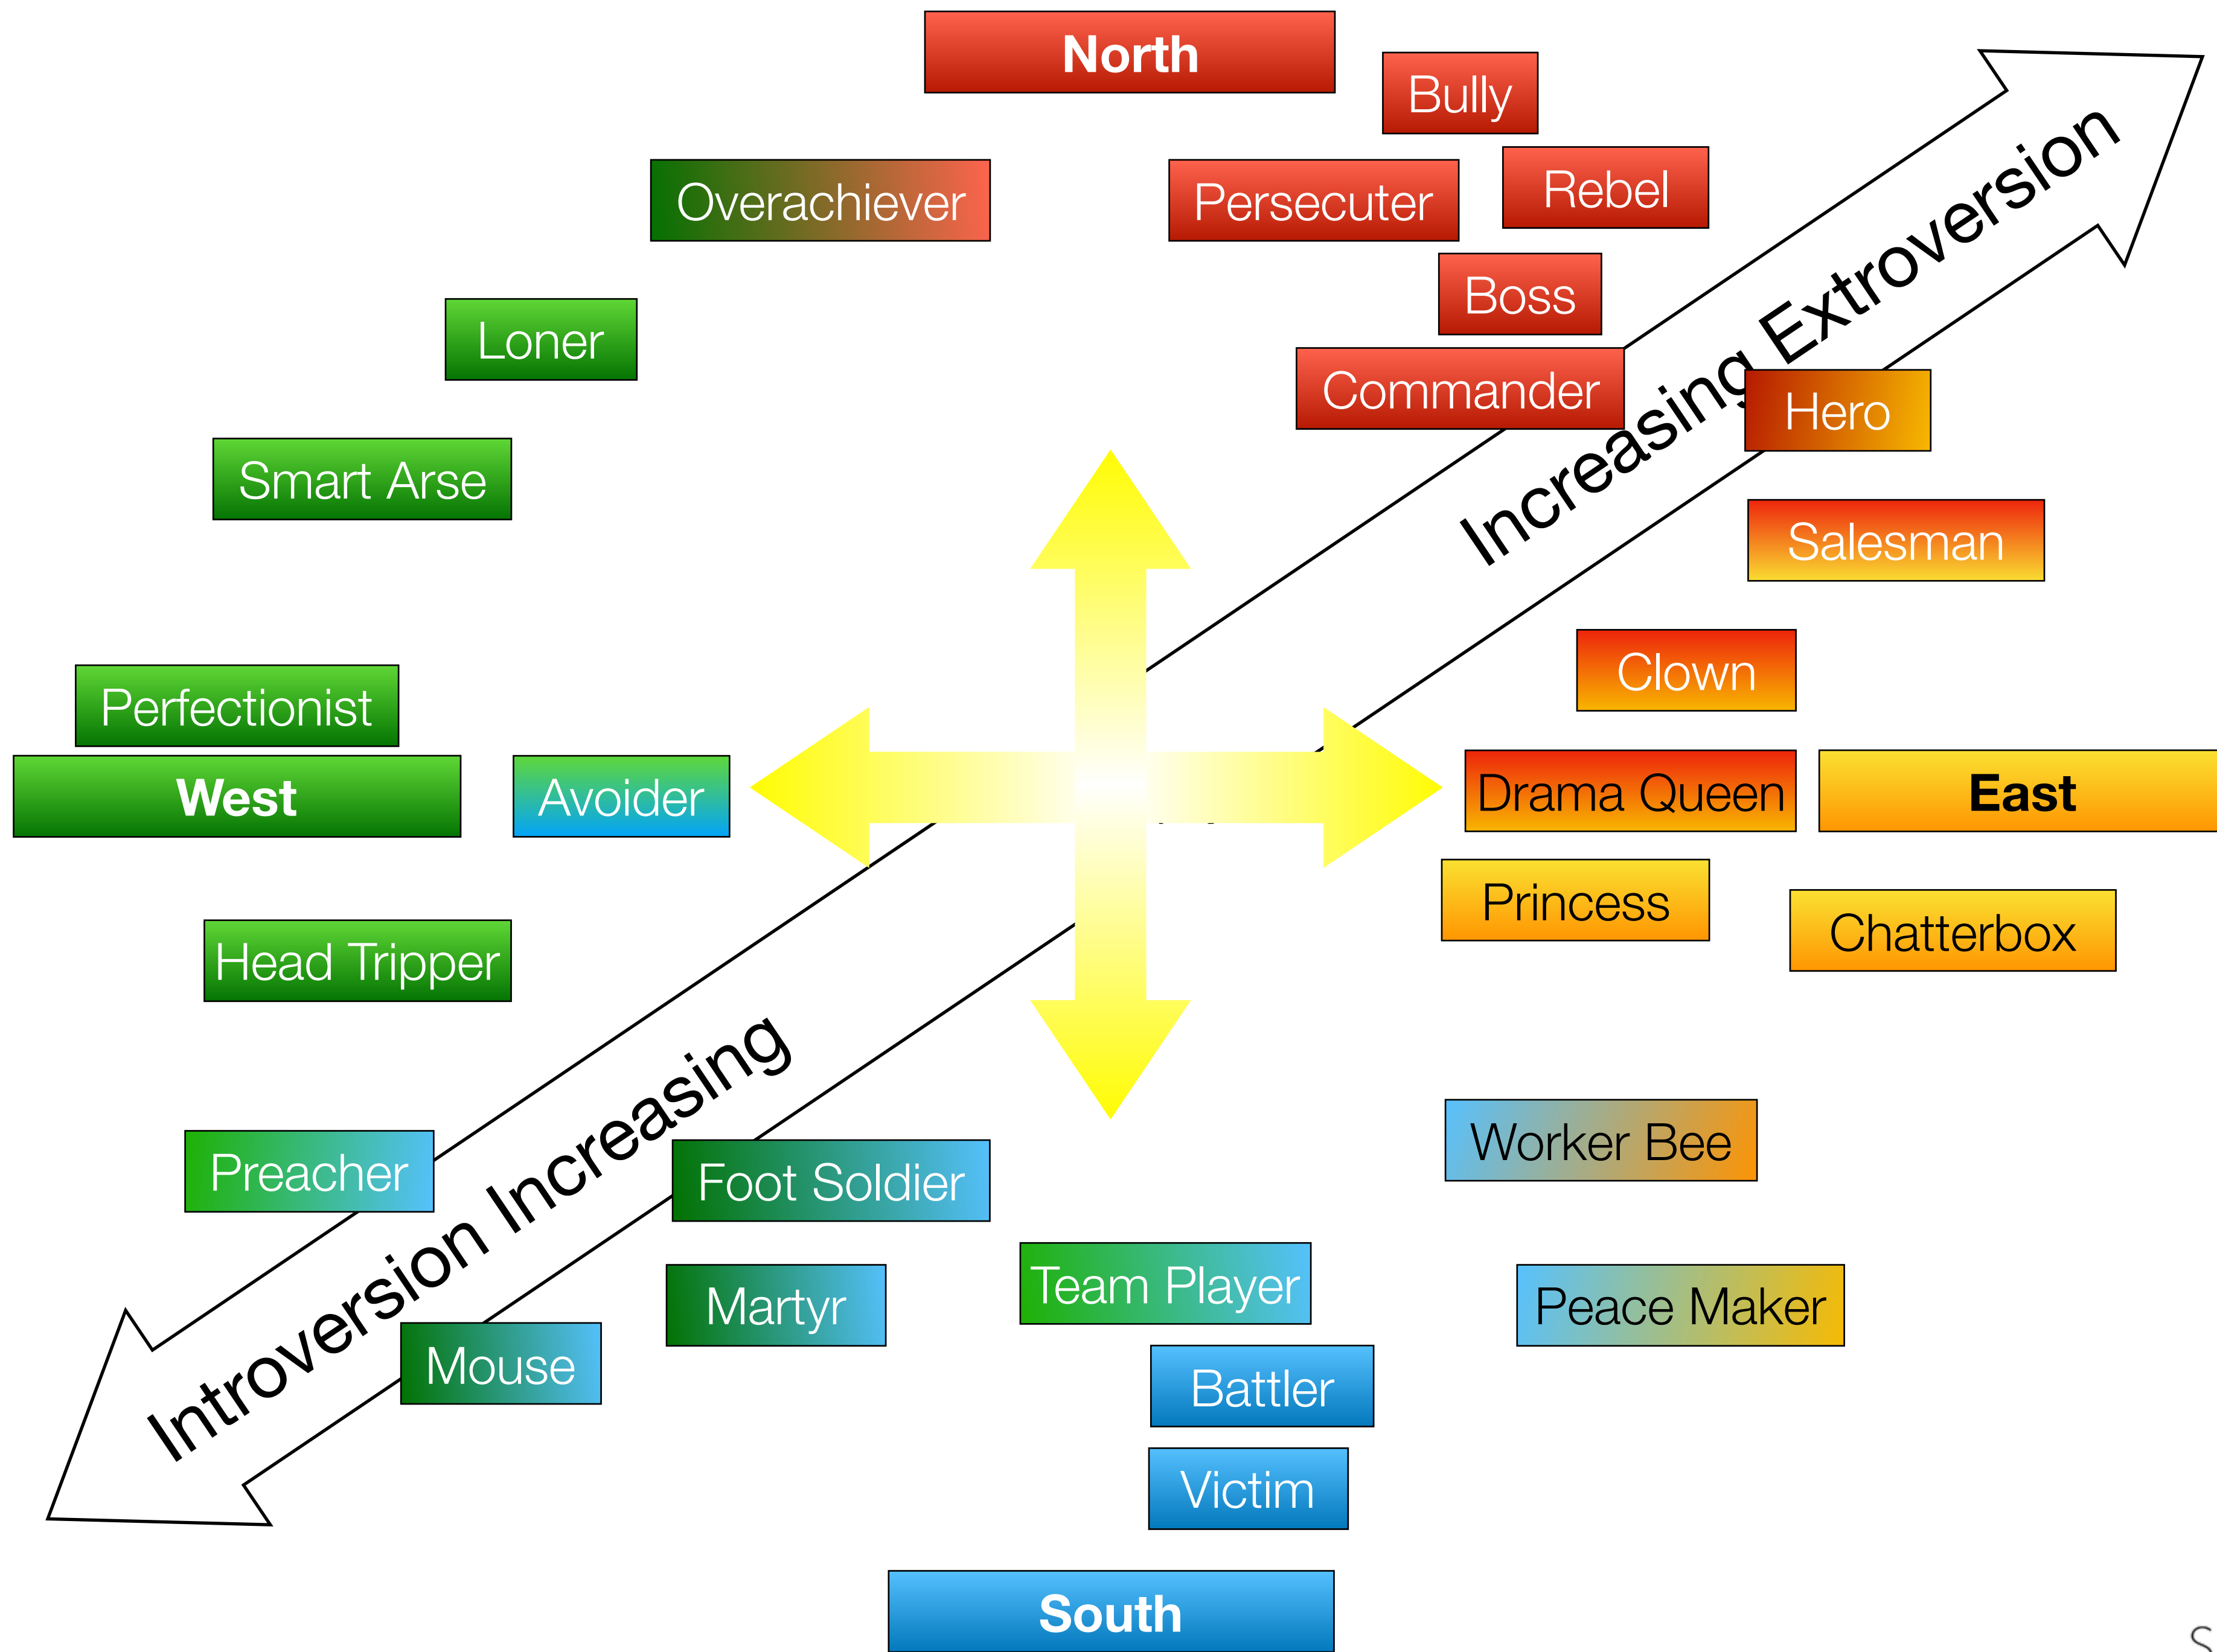 North
Bully
Overachiever
Persecuter
Rebel
Boss
Loner
Commander
Increasing Extroversion
Hero
Smart Arse
Salesman
Clown
Perfectionist
West
Avoider
Drama Queen
East
Princess
Chatterbox
Head Tripper
Introversion Increasing
Worker Bee
Preacher
Foot Soldier
Team Player
Martyr
Peace Maker
Mouse
Battler
Victim
South